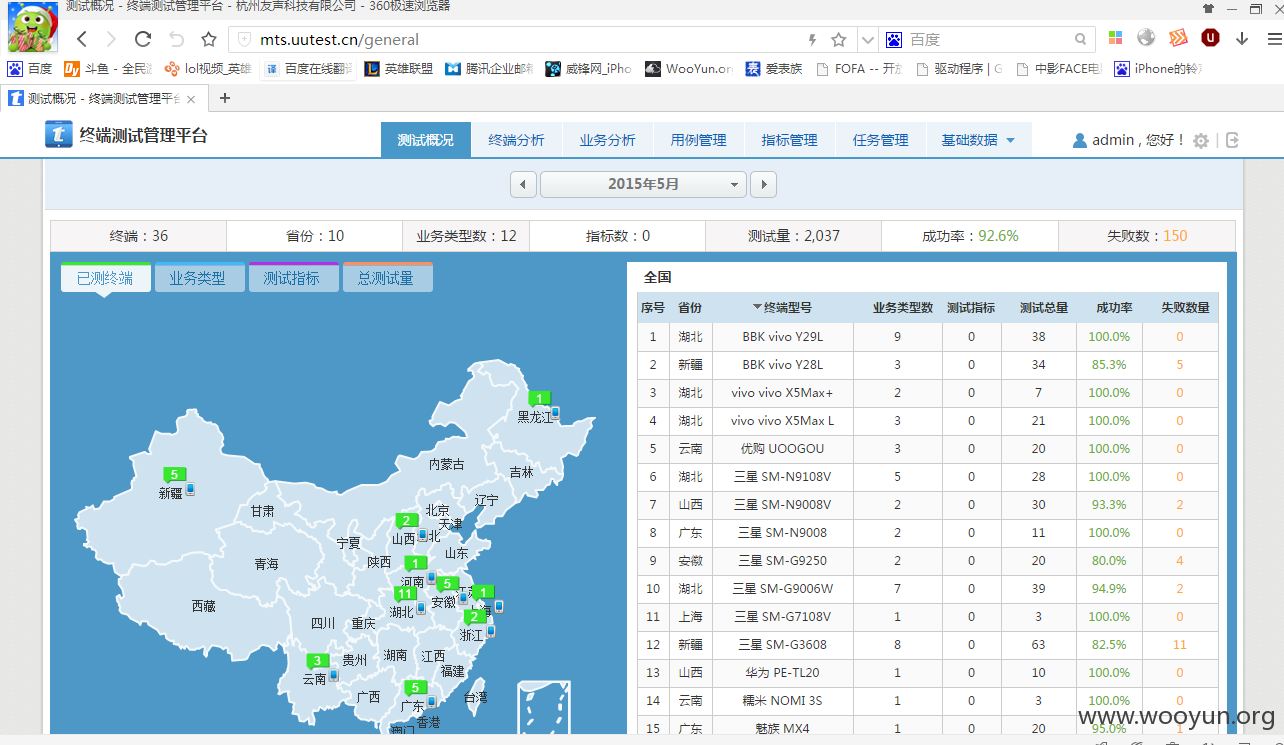 测试概况 - 终端测试管理平台 - 杭州友声科技有限公司 - 360极速浏览器
mts.uutest.cn/general 百度
百度 斗鱼 - 全民 lol视频_英雄 百度在线翻译 英雄联盟 腾讯企业邮 威锋网_iPho WooYun.or 爱表族 FOFA -- 开 驱动程序 | G 中影FACE电 iPhone的铃
测试概况 - 终端测试管理平台
终端测试管理平台 测试概况 终端分析 业务分析 用例管理 指标管理 任务管理 基础数据 admin , 您好！
2015年5月
终端：36 省份：10 业务类型数：12 指标数：0 测试量：2,037 成功率：92.6% 失败数：150
已测终端 业务类型 测试指标 总测试量
全国
序号 省份 终端型号 业务类型数 测试指标 测试总量 成功率 失败数量
1 湖北 BBK vivo Y29L 9 0 38 100.0% 0
2 新疆 BBK vivo Y28L 3 0 34 85.3% 5
3 湖北 vivo vivo X5Max+ 2 0 7 100.0% 0
4 湖北 vivo vivo X5Max L 3 0 21 100.0% 0
5 云南 优购 UOOGOU 3 0 20 100.0% 0
6 湖北 三星 SM-N9108V 5 0 28 100.0% 0
7 山西 三星 SM-N9008V 2 0 30 93.3% 2
8 广东 三星 SM-N9008 2 0 11 100.0% 0
9 安徽 三星 SM-G9250 2 0 20 80.0% 4
10 湖北 三星 SM-G9006W 7 0 39 94.9% 2
11 上海 三星 SM-G7108V 1 0 3 100.0% 0
12 新疆 三星 SM-G3608 8 0 63 82.5% 11
13 山西 华为 PE-TL20 1 0 10 100.0% 0
14 云南 糯米 NOMI 3S 1 0 3 100.0% 0
15 广东 魅族 MX4 1 0 20 95.0% 1
1
黑龙江
内蒙古
吉林
5
新疆
辽宁
甘肃
北京
2
天津
山西
北
宁夏
山东
陕西
青海
1
河南
5
11
1
安徽
西藏
湖北
上海
2
四川
重庆
浙江
3
贵州
湖南
江西
云南
福建
5
广西
广东
台湾
香港
澳门
www.wooyun.org